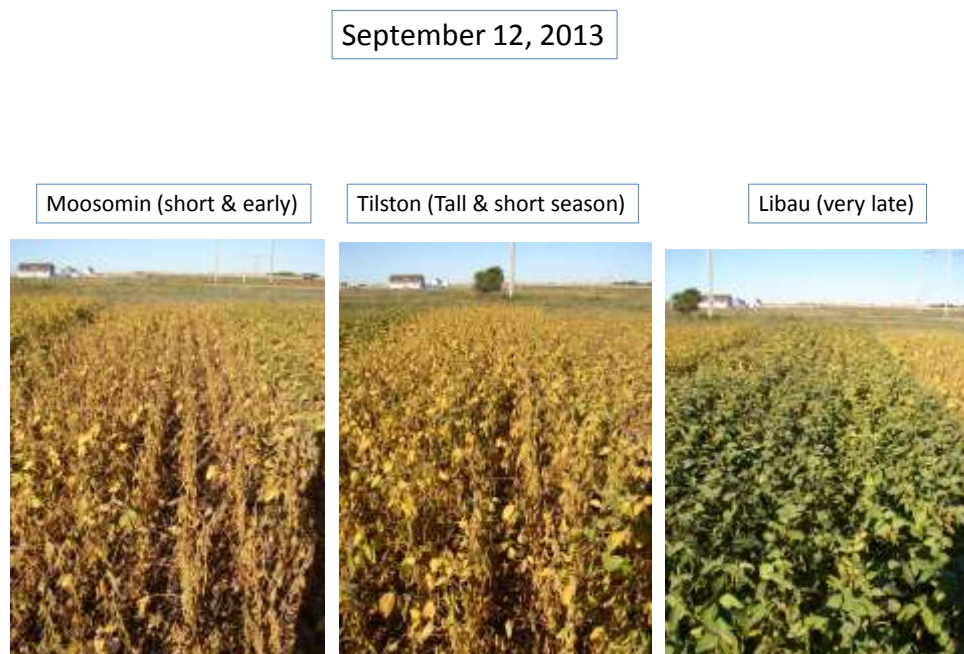 September 12, 2013
Moosomin (short & early)
Tilston (Tall & short season)
Libau (very late)